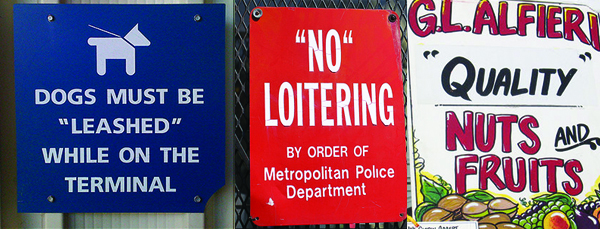 DOGS MUST BE
"LEASHED"
WHILE ON THE
TERMINAL
"NO"
LOITERING
BY ORDER OF
Metropolitan Police
Department
G.L.ALFIERI
"QUALITY"
NUTS AND
FRUITS